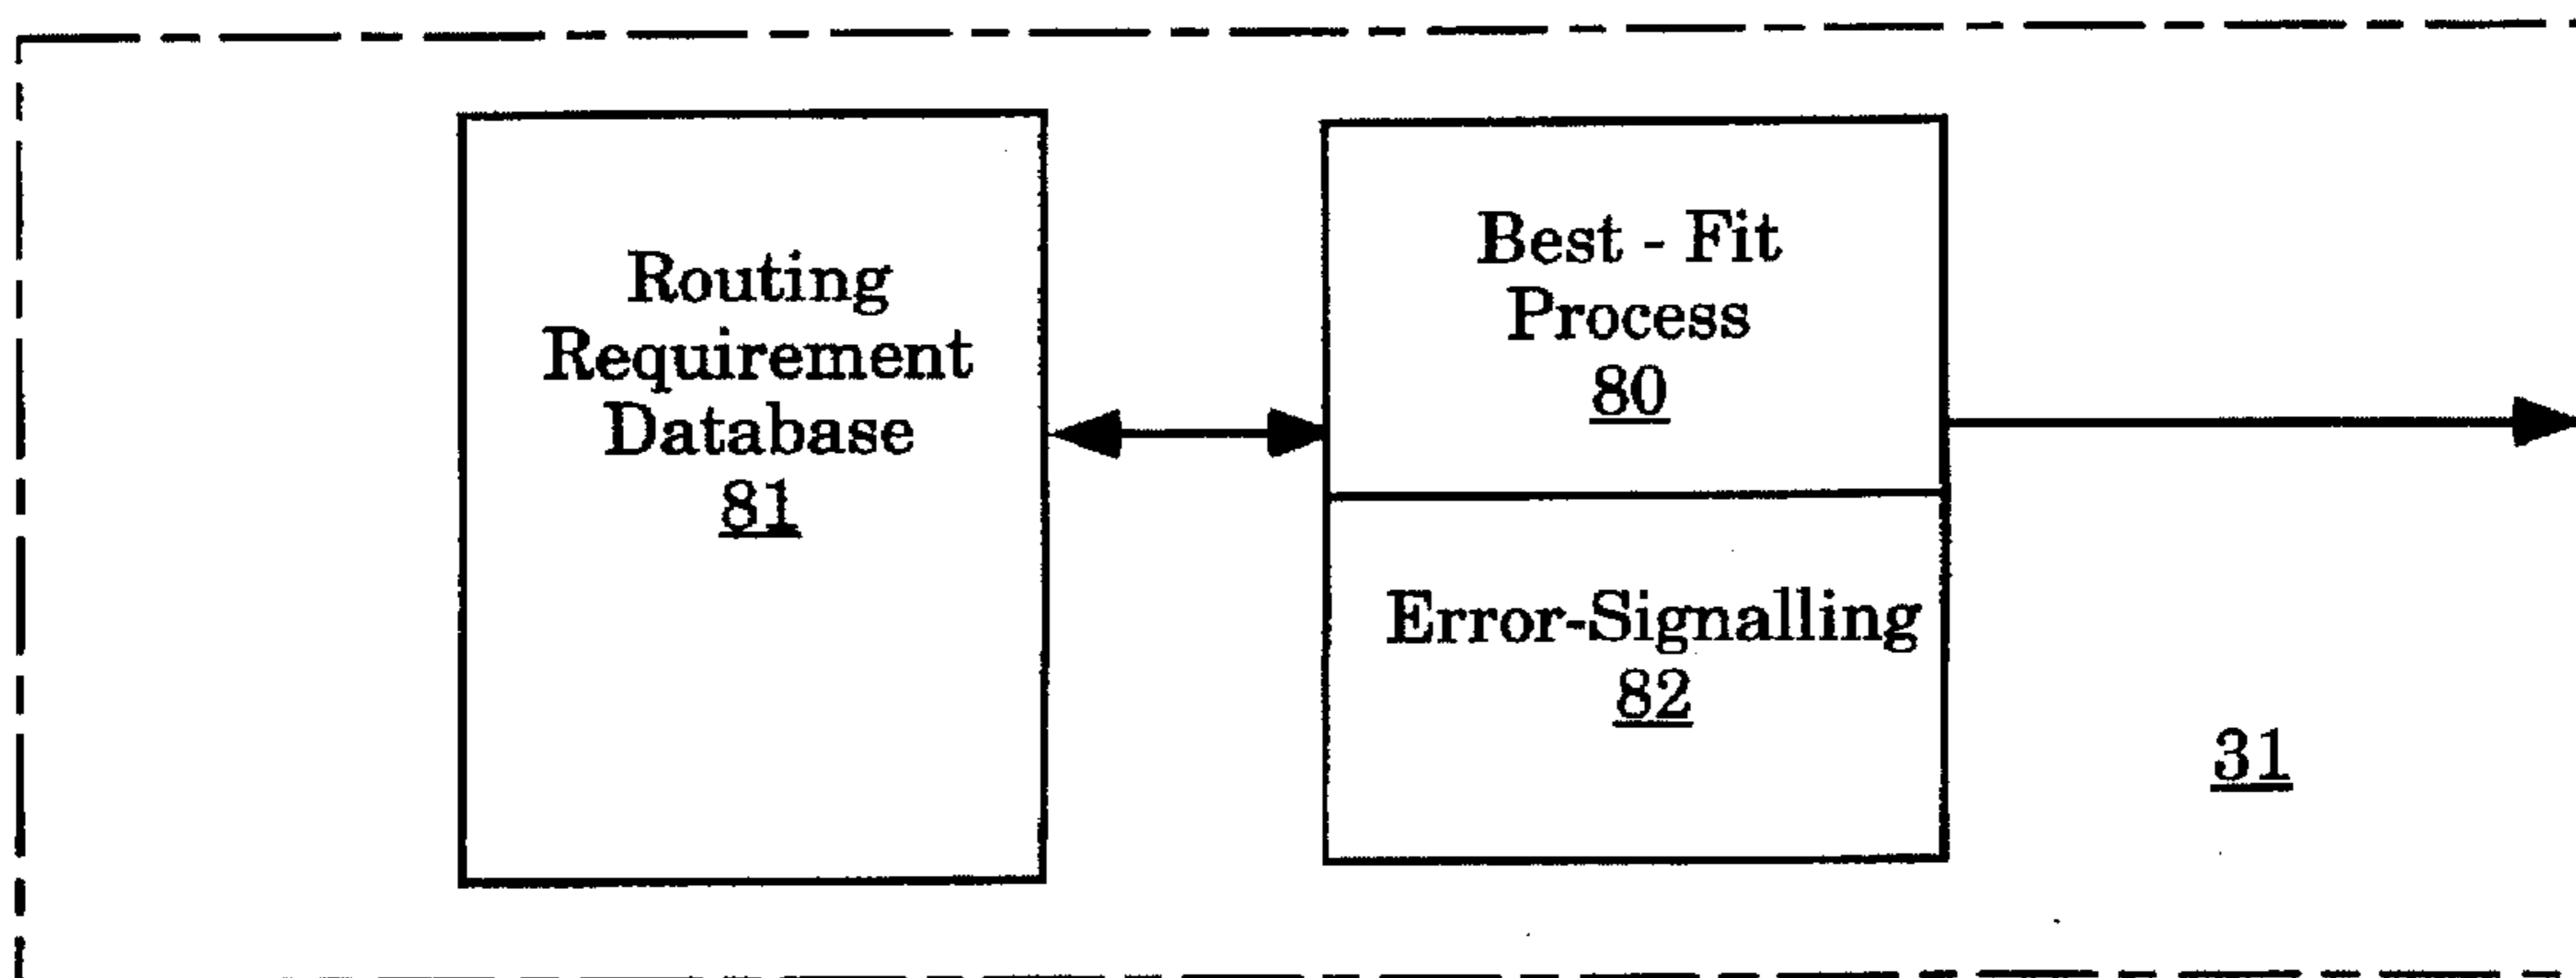 Routing
Requirement
Database
81
Best - Fit
Process
80
Error-Signalling
82
31